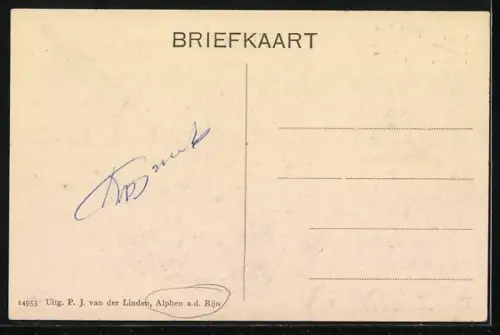 BRIEFKAART
14953 Uitg. P. J. van der Linden, Alphen a.d. Rijn